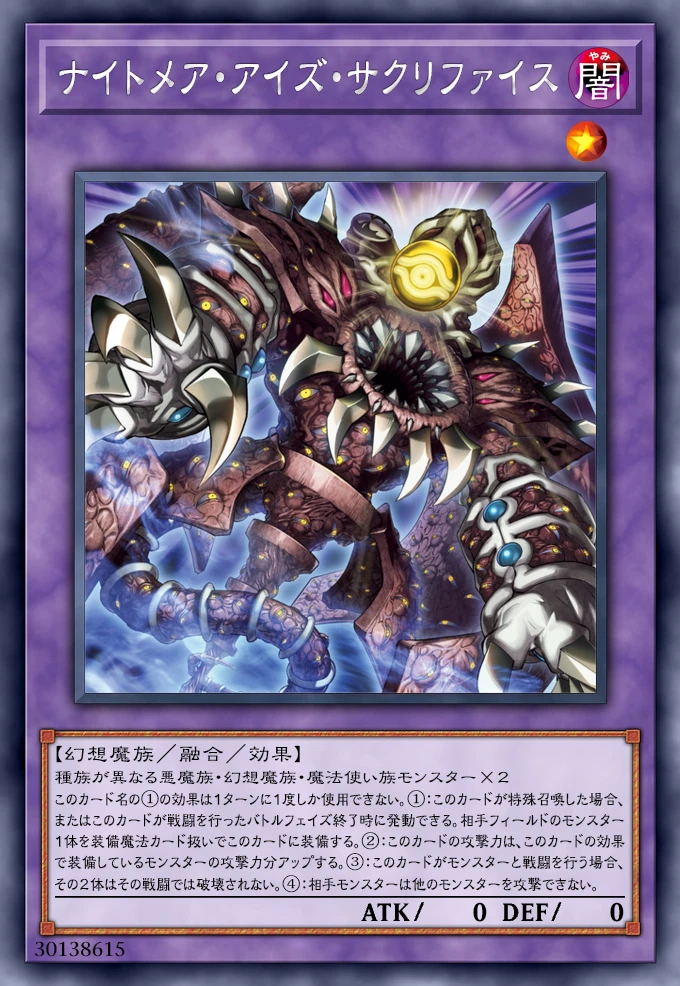 ナイトメア・アイズ・サクリファイス
やみ
闇
【幻想魔族／融合／効果】
種族が異なる悪魔族・幻想魔族・魔法使い族モンスター×2
このカード名の①の効果は1ターンに1度しか使用できない。①：このカードが特殊召喚した場合、
またはこのカードが戦闘を行ったバトルフェイズ終了時に発動できる。相手フィールドのモンスター
1体を装備魔法カード扱いでこのカードに装備する。②：このカードの攻撃力は、このカードの効果
で装備しているモンスターの攻撃力分アップする。③：このカードがモンスターと戦闘を行う場合、
その2体はその戦闘では破壊されない。④：相手モンスターは他のモンスターを攻撃できない。
ATK/ 0 DEF/ 0
30138615